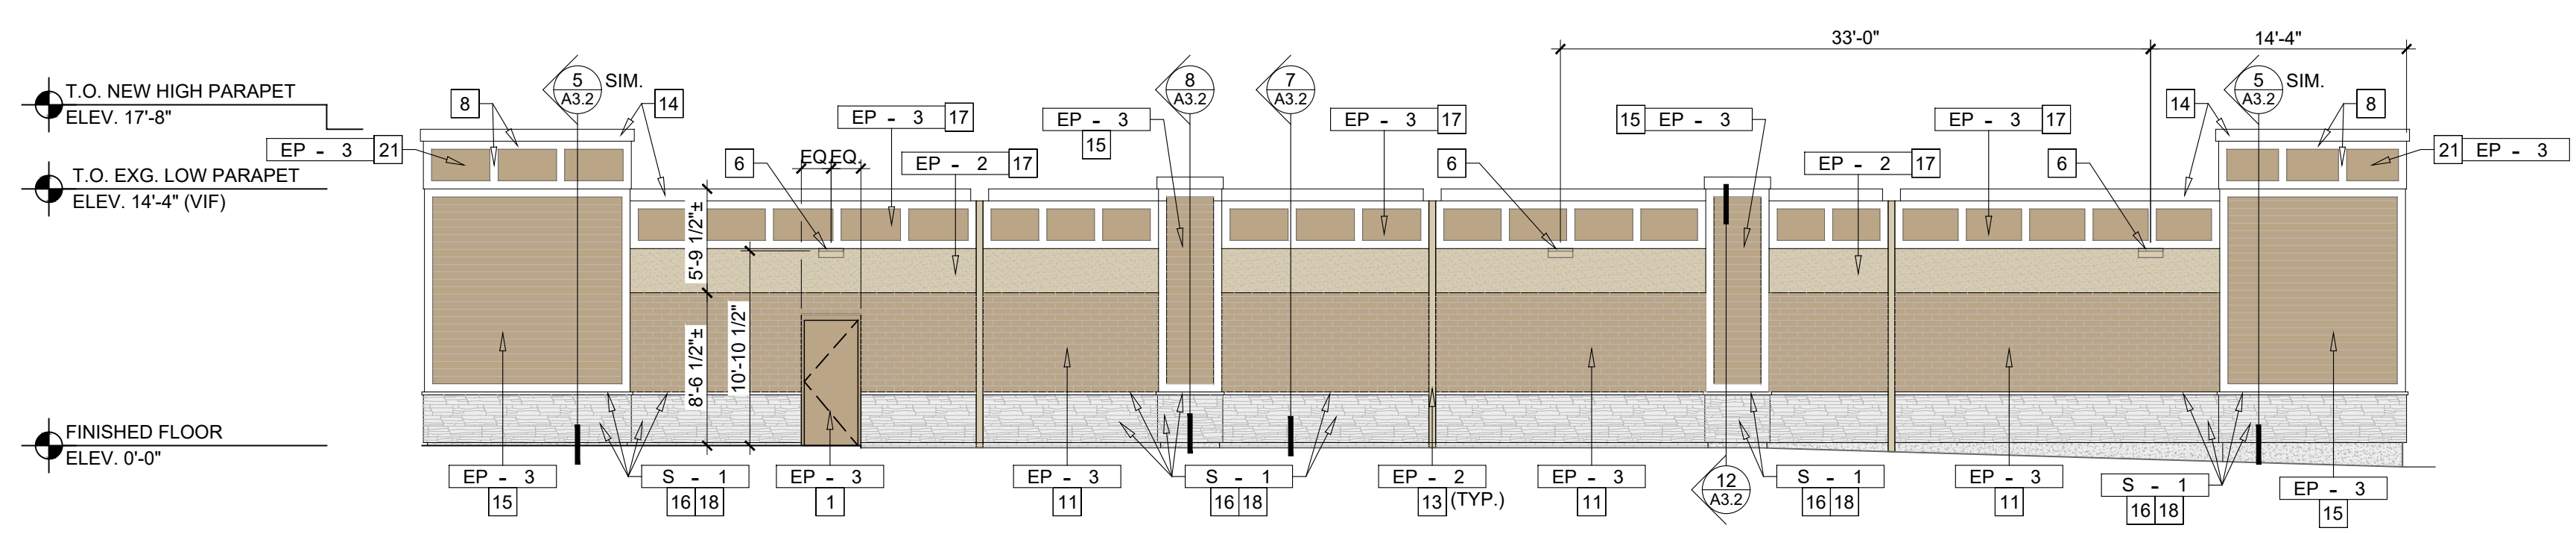 33'-0"
14'-4"
T.O. NEW HIGH PARAPET
ELEV. 17'-8"
8
5
A3.2
SIM.
14
EP - 3 17
EP - 3
15
8
A3.2
7
A3.2
EP - 3 17
15 EP - 3
EP - 3 17
14
5
A3.2
SIM.
8
EP - 3 21
6
EQ.
EQ.
EP - 2 17
6
EP - 2 17
6
21 EP - 3
T.O. EXG. LOW PARAPET
ELEV. 14'-4" (VIF)
5'-9 1/2"±
8'-6 1/2"±
10'-10 1/2"
FINISHED FLOOR
ELEV. 0'-0"
EP - 3
15
S - 1
16 18
EP - 3
1
EP - 3
11
S - 1
16 18
EP - 2
13 (TYP.)
EP - 3
11
12
A3.2
S - 1
16 18
EP - 3
11
S - 1
16 18
EP - 3
15